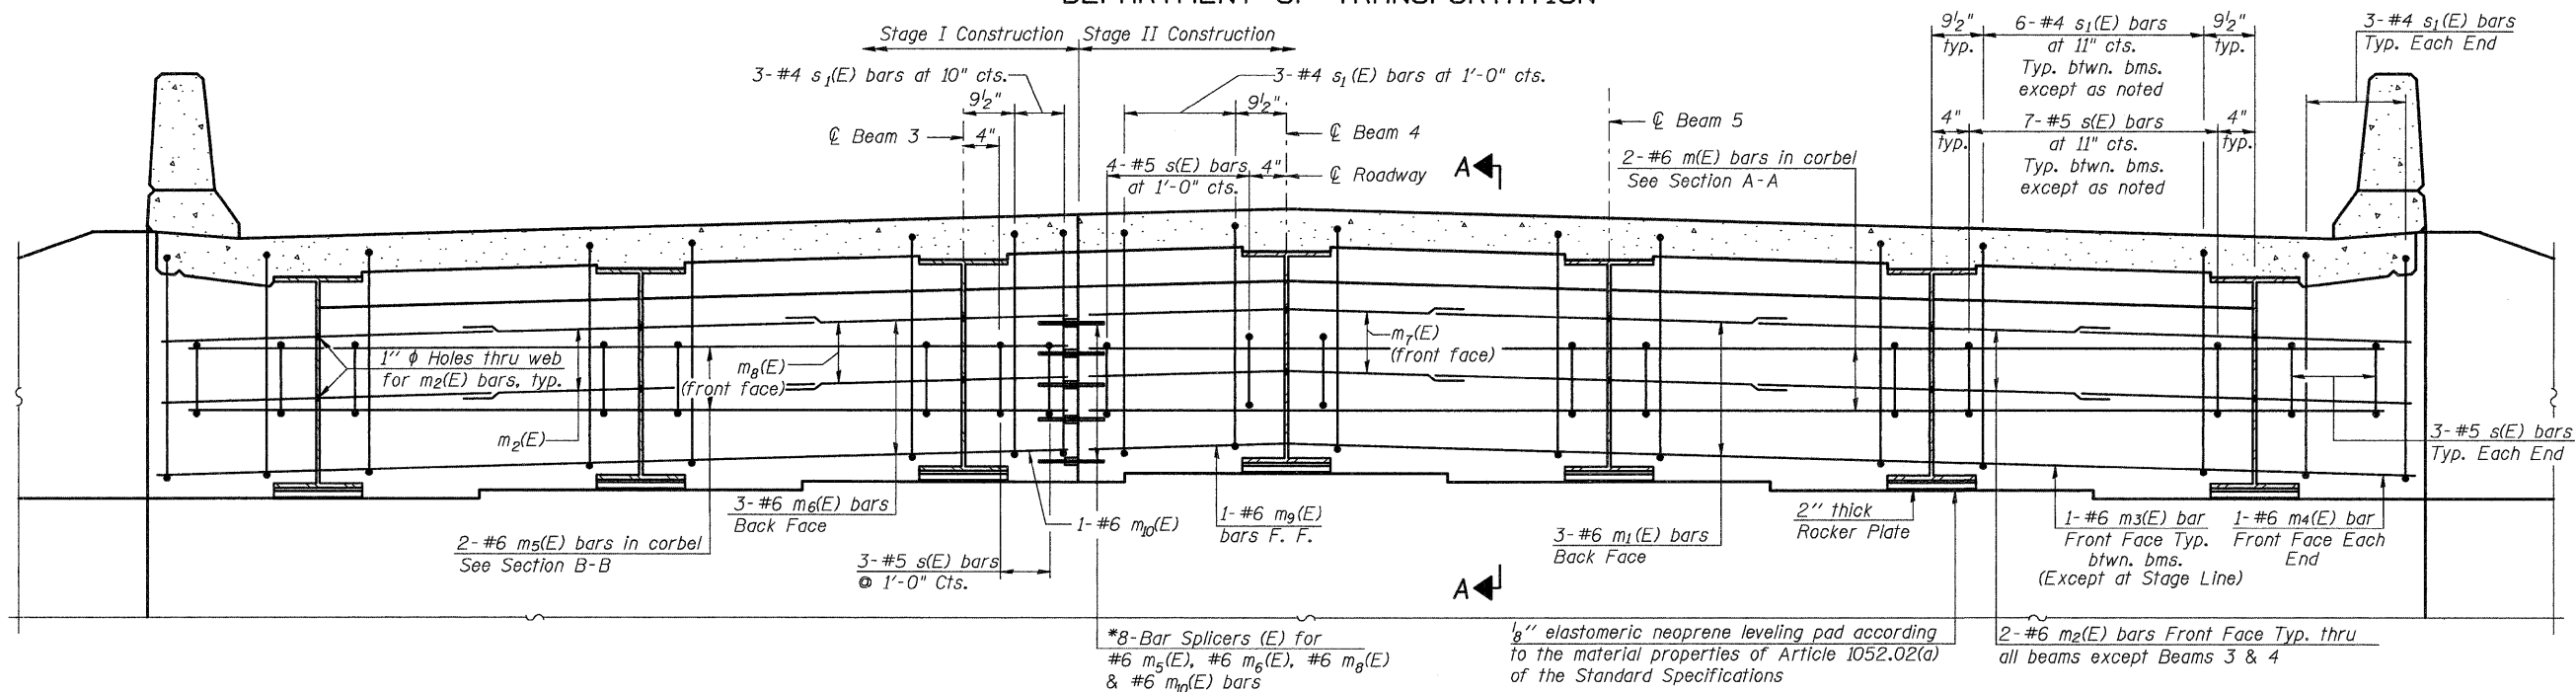 DEPARTMENT OF TRANSPORTATION
Stage I Construction
Stage II Construction
3-#4 s1(E) bars at 10" cts.
3-#4 s1(E) bars at 1'-0" cts.
9½"
4"
℄ Beam 3
9½"
℄ Beam 4
℄ Roadway
4-#5 s(E) bars
at 1'-0" cts.
4"
℄ Beam 5
A
2-#6 m(E) bars in corbel
See Section A-A
9½"
typ.
6-#4 s1(E) bars
at 11" cts.
Typ. btwn. bms.
except as noted
9½"
typ.
3-#4 s1(E) bars
Typ. Each End
4"
typ.
7-#5 s(E) bars
at 11" cts.
Typ. btwn. bms.
except as noted
4"
typ.
1" ϕ Holes thru web
for m2(E) bars, typ.
m8(E)
(front face)
m7(E)
(front face)
m2(E)
3-#5 s(E) bars
Typ. Each End
3-#6 m6(E) bars
Back Face
2-#6 m5(E) bars in corbel
See Section B-B
1-#6 m10(E)
3-#5 s(E) bars
@ 1'-0" Cts.
1-#6 m9(E)
bars F. F.
3-#6 m1(E) bars
Back Face
2" thick
Rocker Plate
1-#6 m3(E) bar
Front Face Typ.
btwn. bms.
(Except at Stage Line)
1-#6 m4(E) bar
Front Face Each
End
A
*8-Bar Splicers (E) for
#6 m5(E), #6 m6(E), #6 m8(E)
& #6 m10(E) bars
⅛" elastomeric neoprene leveling pad according
to the material properties of Article 1052.02(a)
of the Standard Specifications
2-#6 m2(E) bars Front Face Typ. thru
all beams except Beams 3 & 4